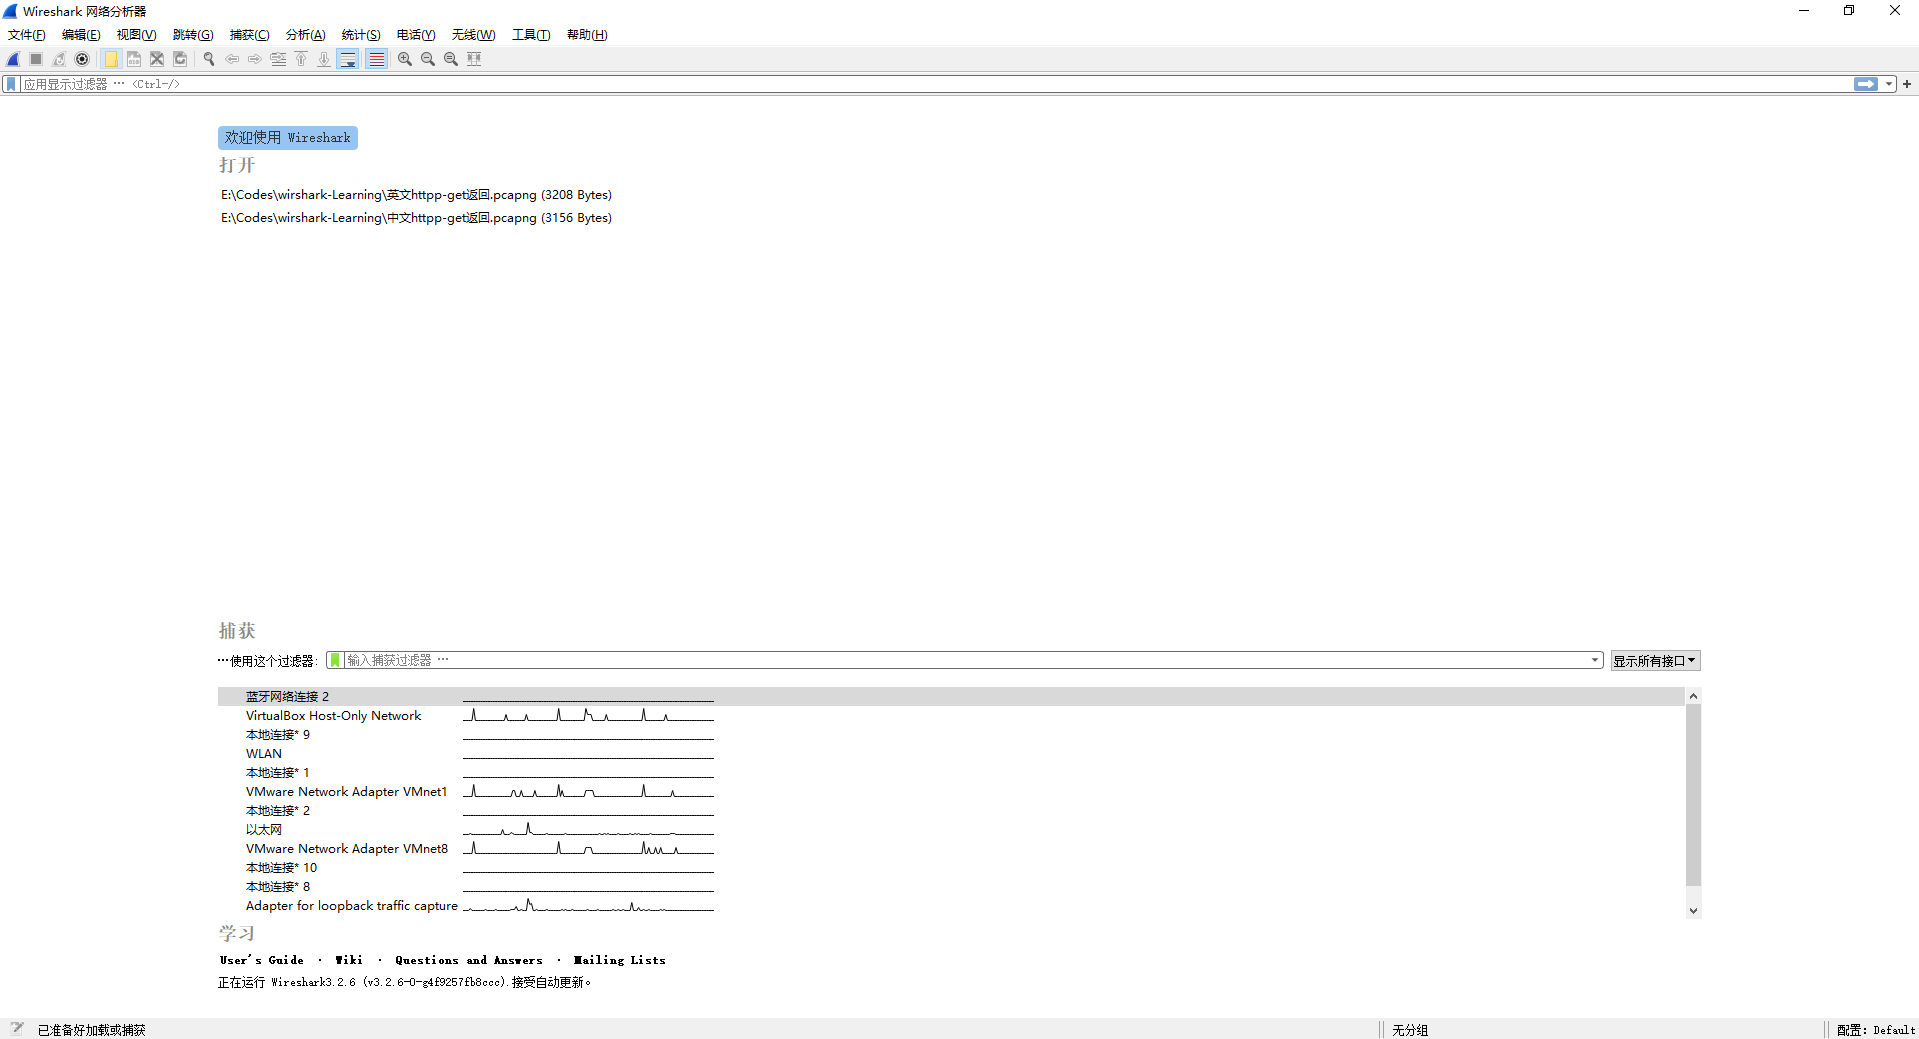 Wireshark 网络分析器
文件(F) 编辑(E) 视图(V) 跳转(G) 捕获(C) 分析(A) 统计(S) 电话(Y) 无线(W) 工具(T) 帮助(H)
应用显示过滤器 … <Ctrl-/>
欢迎使用 Wireshark
打开
E:\Codes\wirshark-Learning\英文httpp-get返回.pcapng (3208 Bytes)
E:\Codes\wirshark-Learning\中文httpp-get返回.pcapng (3156 Bytes)
捕获
…使用这个过滤器: 输入捕获过滤器 … 显示所有接口
蓝牙网络连接 2
VirtualBox Host-Only Network
本地连接* 9
WLAN
本地连接* 1
VMware Network Adapter VMnet1
本地连接* 2
以太网
VMware Network Adapter VMnet8
本地连接* 10
本地连接* 8
Adapter for loopback traffic capture
学习
User's Guide · Wiki · Questions and Answers · Mailing Lists
正在运行 Wireshark3.2.6 (v3.2.6-0-g4f9257fb8ccc).接受自动更新。
已准备好加载或捕获 无分组 配置: Default